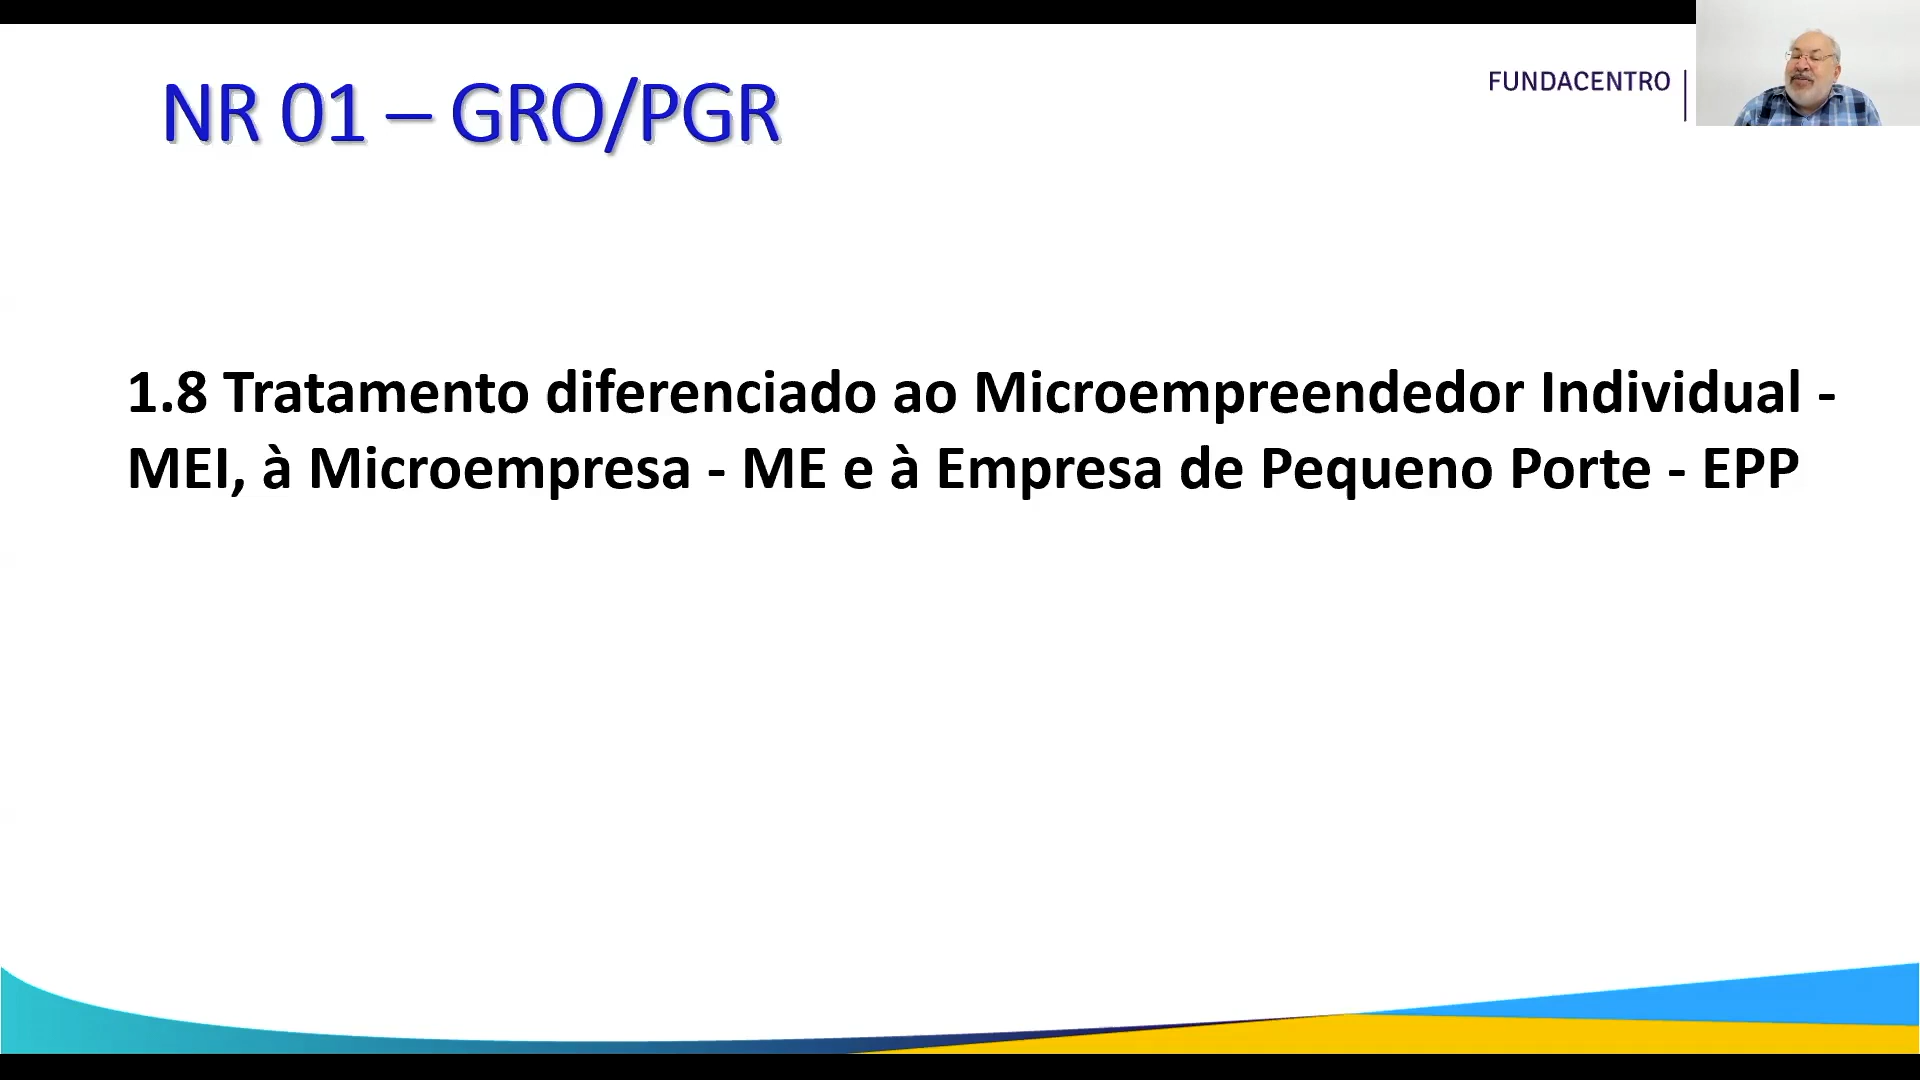 NR 01 – GRO/PGR
FUNDACENTRO
1.8 Tratamento diferenciado ao Microempreendedor Individual -
MEI, à Microempresa - ME e à Empresa de Pequeno Porte - EPP